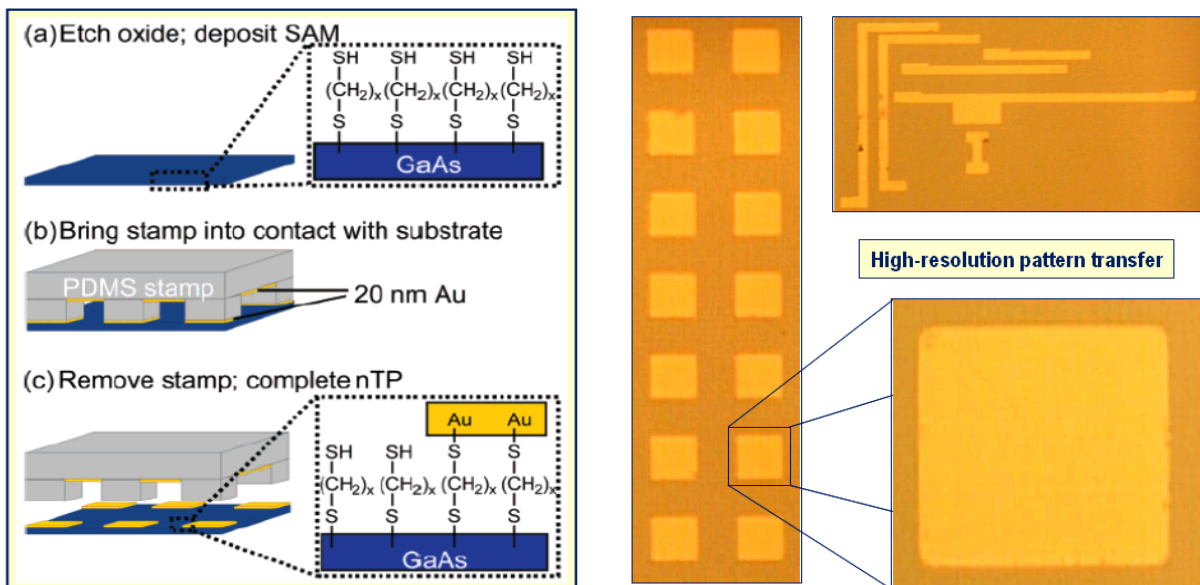 (a) Etch oxide; deposit SAM
SH SH SH SH
(CH2)x (CH2)x (CH2)x (CH2)x
S S S S
GaAs
(b) Bring stamp into contact with substrate
PDMS stamp
20 nm Au
(c) Remove stamp; complete nTP
Au Au
SH SH S S
(CH2)x (CH2)x (CH2)x (CH2)x
S S S S
GaAs
High-resolution pattern transfer